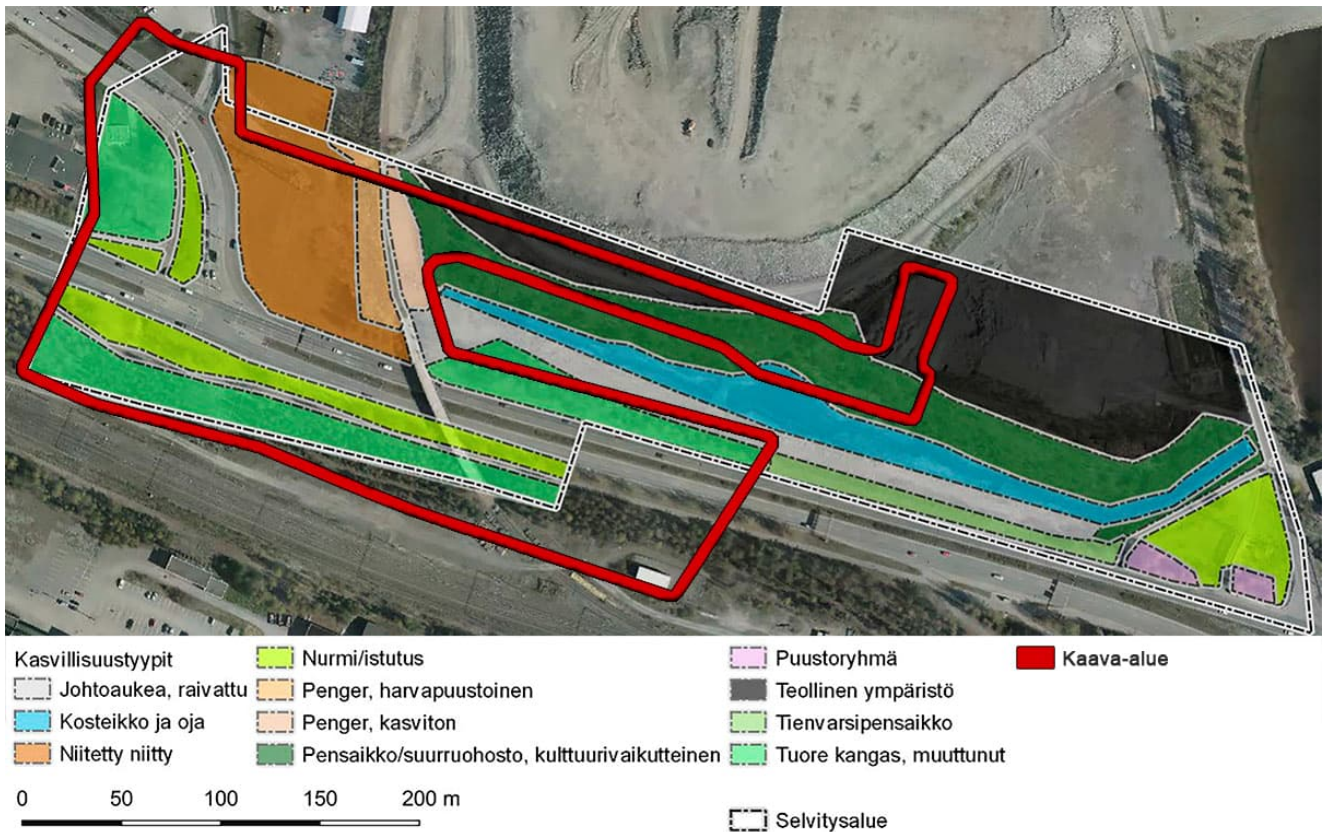 Kasvillisuustyypit
Johtoaukea, raivattu
Kosteikko ja oja
Niitetty niitty
Nurmi/istutus
Penger, harvapuustoinen
Penger, kasviton
Pensaikko/suurruohosto, kulttuurivaikutteinen
Puustoryhmä
Teollinen ympäristö
Tienvarsipensaikko
Tuore kangas, muuttunut
Kaava-alue
0 50 100 150 200 m
Selvitysalue